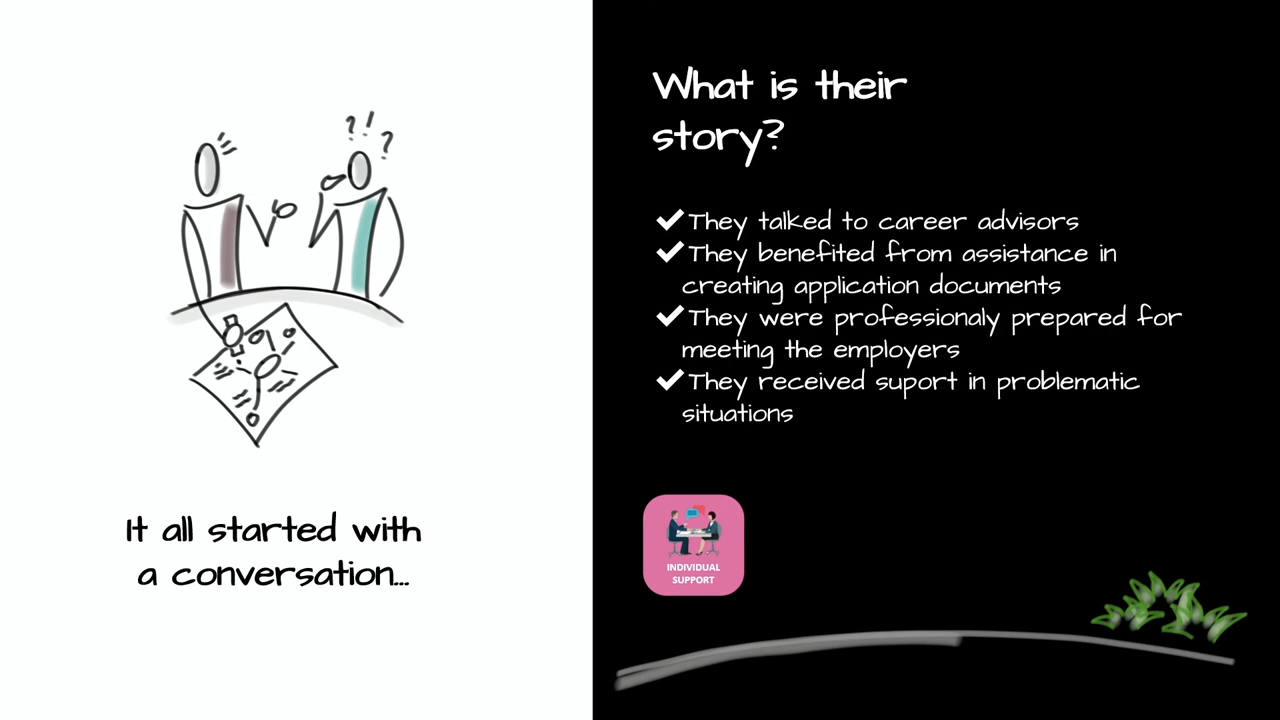 ?!?
It all started with
a conversation...
What is their
story?
✔They talked to career advisors
✔They benefited from assistance in
creating application documents
✔They were professionaly prepared for
meeting the employers
✔They received suport in problematic
situations
INDIVIDUAL
SUPPORT